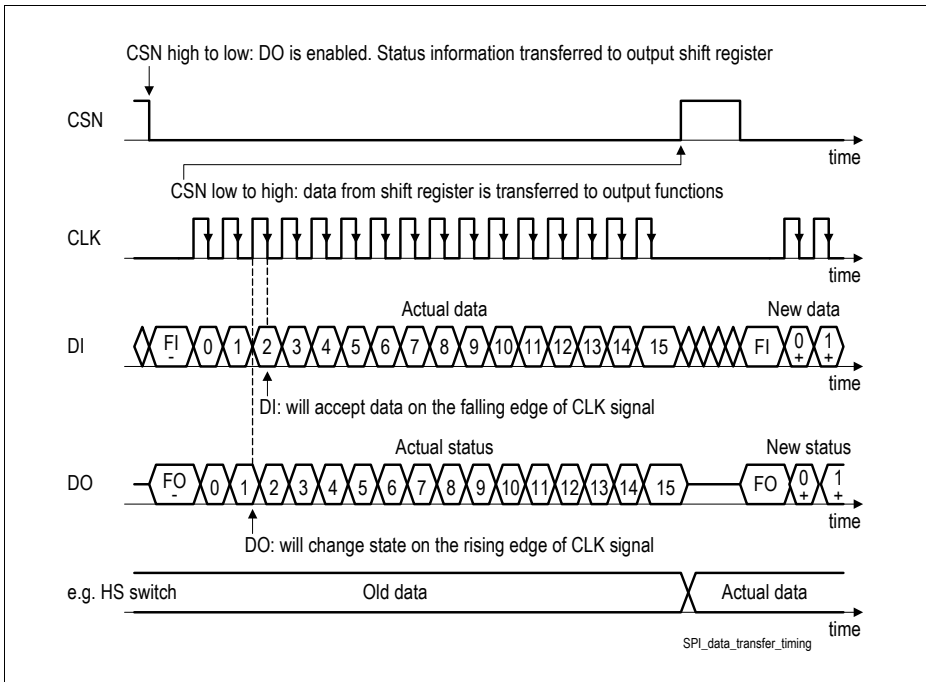 CSN high to low: DO is enabled. Status information transferred to output shift register
CSN
time
CSN low to high: data from shift register is transferred to output functions
CLK
time
Actual data
New data
DI
FI - 0 1 2 3 4 5 6 7 8 9 10 11 12 13 14 15 FI 0 + 1 +
time
DI: will accept data on the falling edge of CLK signal
Actual status
New status
DO
FO - 0 1 2 3 4 5 6 7 8 9 10 11 12 13 14 15 FO 0 + 1 +
time
DO: will change state on the rising edge of CLK signal
e.g. HS switch
Old data
Actual data
time
SPI_data_transfer_timing